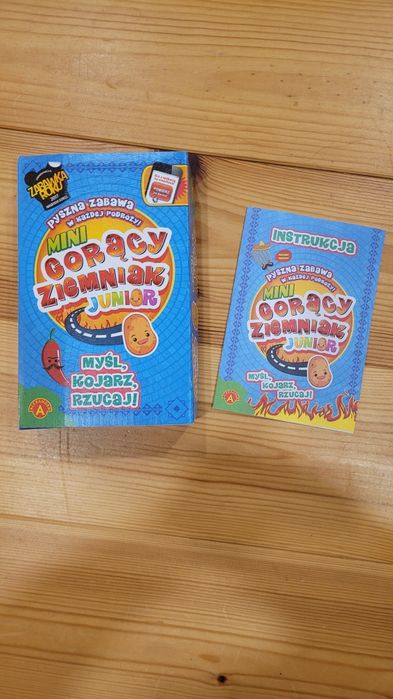 ZABAWKA
ROKU
PYSZNA ZABAWA
W KAŻDEJ PODRÓŻY!
MINI
GORĄCY
ZIEMNIAK
JUNIOR
MYŚL,
KOJARZ,
RZUCAJ!
A
INSTRUKCJA
PYSZNA ZABAWA
W KAŻDEJ PODRÓŻY!
MINI
GORĄCY
ZIEMNIAK
JUNIOR
MYŚL,
KOJARZ,
RZUCAJ!
A